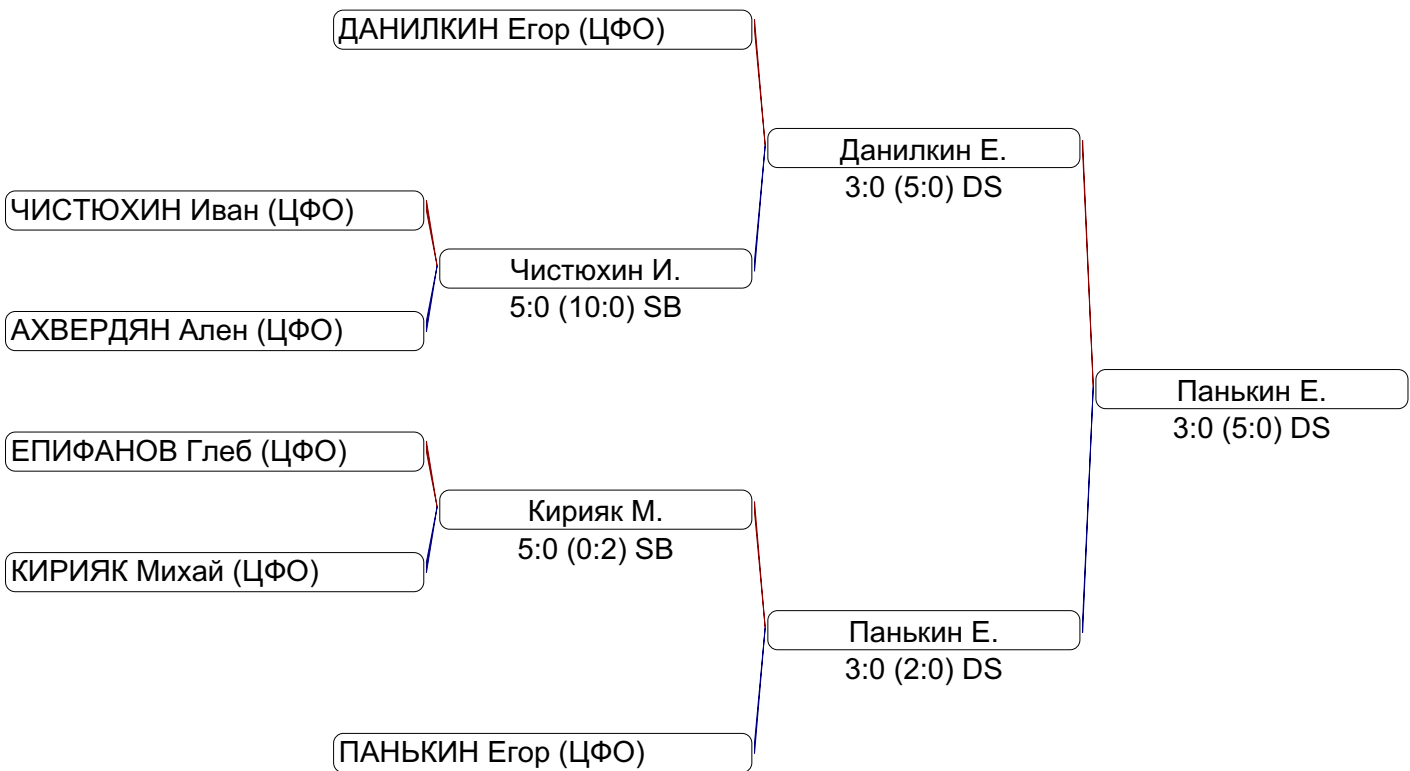 ДАНИЛКИН Егор (ЦФО)
Данилкин Е.
3:0 (5:0) DS
ЧИСТЮХИН Иван (ЦФО)
Чистюхин И.
5:0 (10:0) SB
АХВЕРДЯН Ален (ЦФО)
Панькин Е.
3:0 (5:0) DS
ЕПИФАНОВ Глеб (ЦФО)
Кирияк М.
5:0 (0:2) SB
КИРИЯК Михай (ЦФО)
Панькин Е.
3:0 (2:0) DS
ПАНЬКИН Егор (ЦФО)